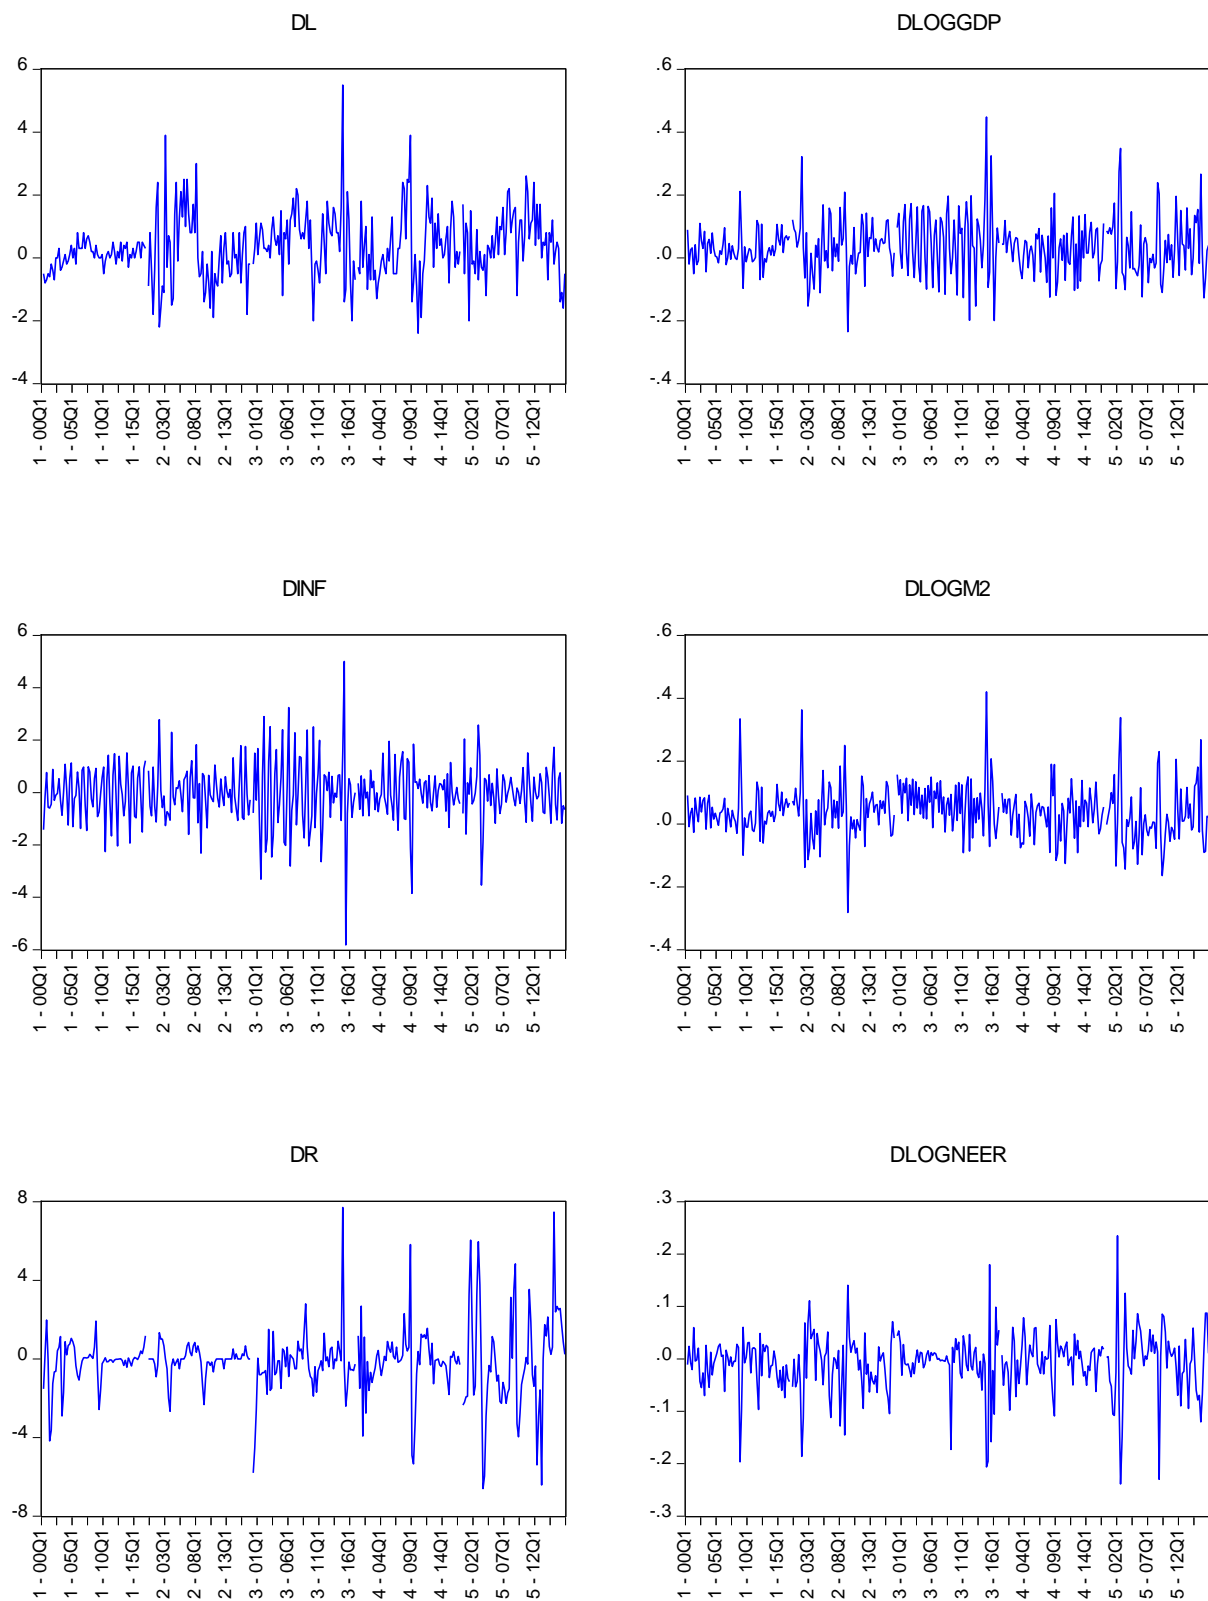 DL
6
4
2
0
-2
-4
1 - 00Q1
1 - 05Q1
1 - 10Q1
1 - 15Q1
2 - 03Q1
2 - 08Q1
2 - 13Q1
3 - 01Q1
3 - 06Q1
3 - 11Q1
3 - 16Q1
4 - 04Q1
4 - 09Q1
4 - 14Q1
5 - 02Q1
5 - 07Q1
5 - 12Q1
DLOGGDP
.6
.4
.2
.0
-.2
-.4
1 - 00Q1
1 - 05Q1
1 - 10Q1
1 - 15Q1
2 - 03Q1
2 - 08Q1
2 - 13Q1
3 - 01Q1
3 - 06Q1
3 - 11Q1
3 - 16Q1
4 - 04Q1
4 - 09Q1
4 - 14Q1
5 - 02Q1
5 - 07Q1
5 - 12Q1
DINF
6
4
2
0
-2
-4
-6
1 - 00Q1
1 - 05Q1
1 - 10Q1
1 - 15Q1
2 - 03Q1
2 - 08Q1
2 - 13Q1
3 - 01Q1
3 - 06Q1
3 - 11Q1
3 - 16Q1
4 - 04Q1
4 - 09Q1
4 - 14Q1
5 - 02Q1
5 - 07Q1
5 - 12Q1
DLOGM2
.6
.4
.2
.0
-.2
-.4
1 - 00Q1
1 - 05Q1
1 - 10Q1
1 - 15Q1
2 - 03Q1
2 - 08Q1
2 - 13Q1
3 - 01Q1
3 - 06Q1
3 - 11Q1
3 - 16Q1
4 - 04Q1
4 - 09Q1
4 - 14Q1
5 - 02Q1
5 - 07Q1
5 - 12Q1
DR
8
4
0
-4
-8
1 - 00Q1
1 - 05Q1
1 - 10Q1
1 - 15Q1
2 - 03Q1
2 - 08Q1
2 - 13Q1
3 - 01Q1
3 - 06Q1
3 - 11Q1
3 - 16Q1
4 - 04Q1
4 - 09Q1
4 - 14Q1
5 - 02Q1
5 - 07Q1
5 - 12Q1
DLOGNEER
.3
.2
.1
.0
-.1
-.2
-.3
1 - 00Q1
1 - 05Q1
1 - 10Q1
1 - 15Q1
2 - 03Q1
2 - 08Q1
2 - 13Q1
3 - 01Q1
3 - 06Q1
3 - 11Q1
3 - 16Q1
4 - 04Q1
4 - 09Q1
4 - 14Q1
5 - 02Q1
5 - 07Q1
5 - 12Q1